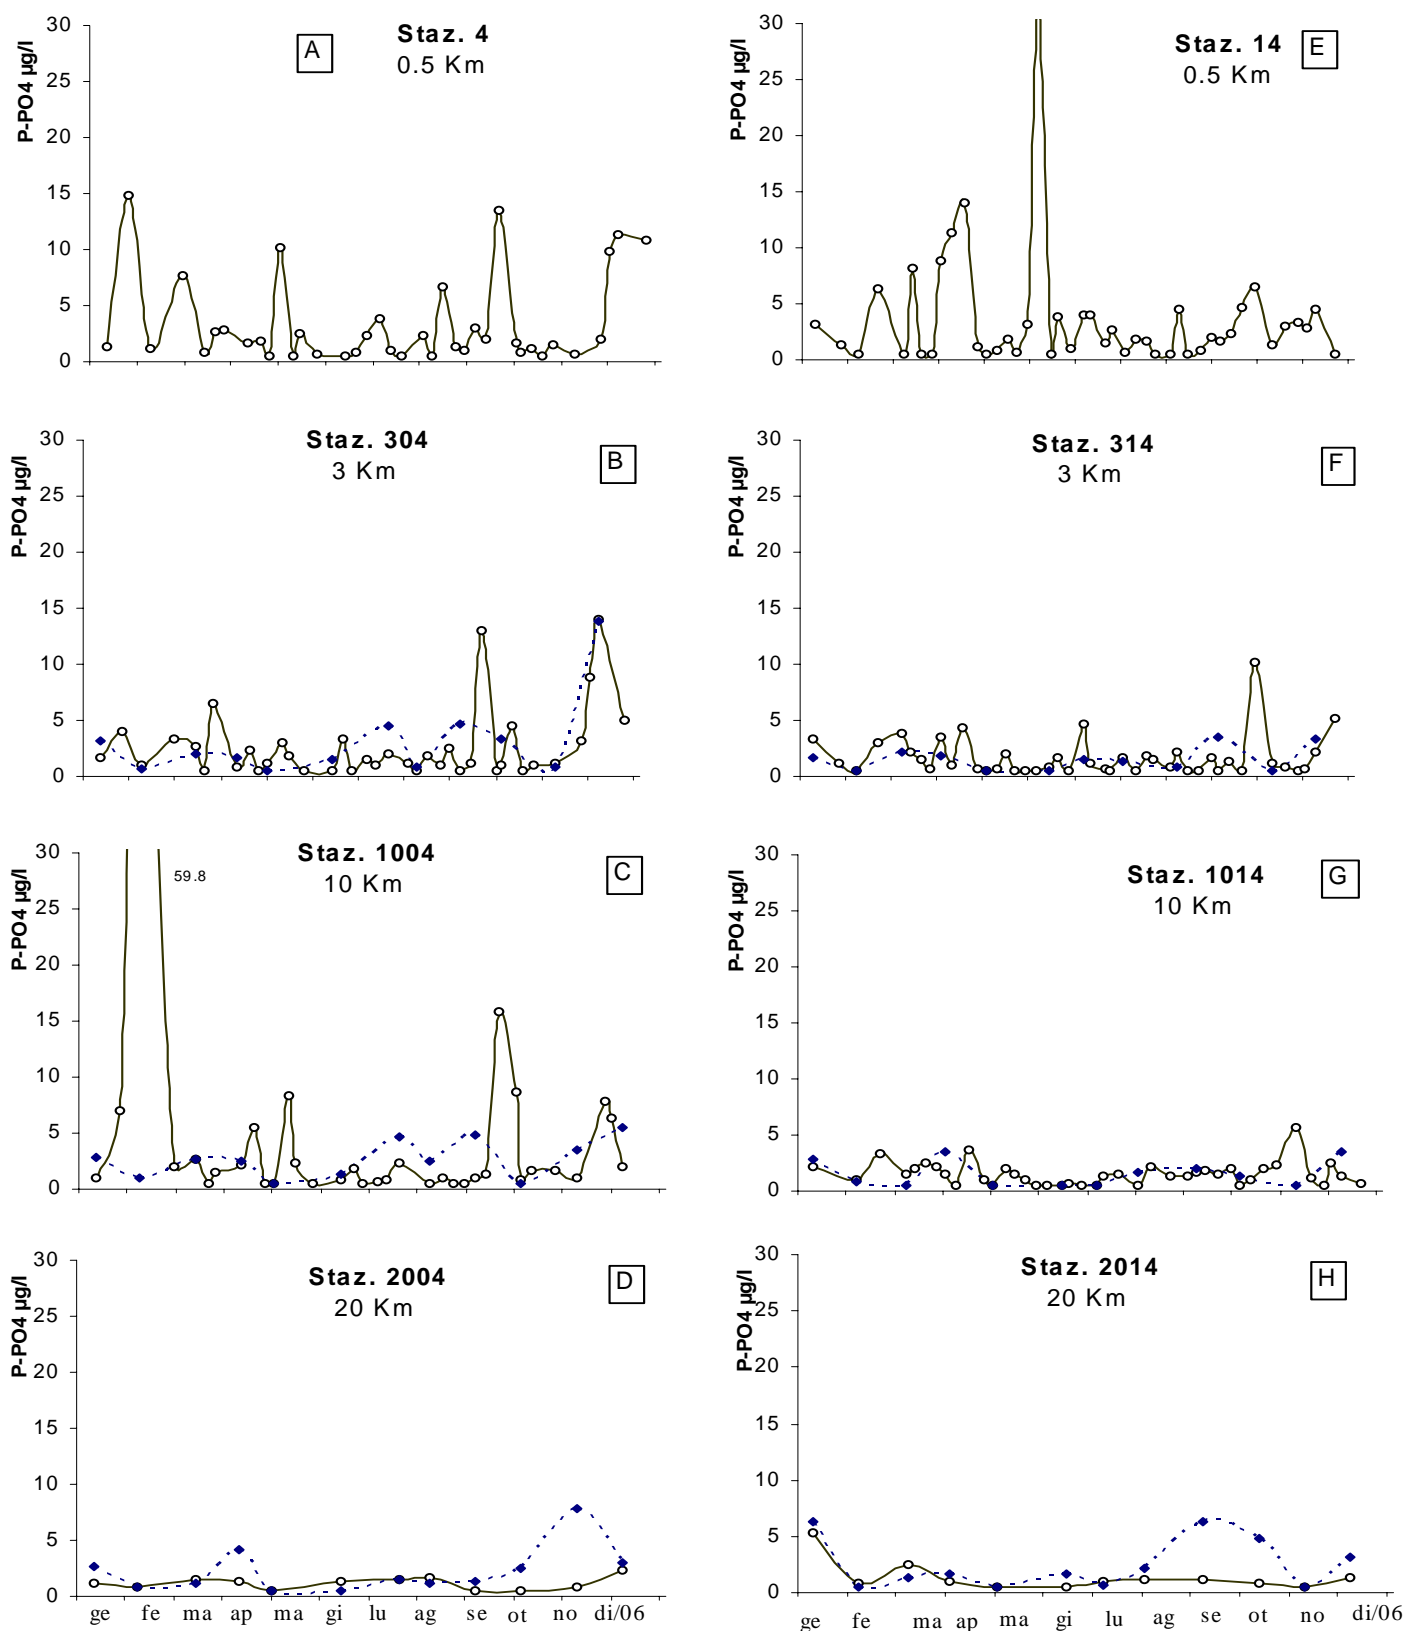 A
Staz. 4
0.5 Km
P-PO4 µg/l
30
25
20
15
10
5
0
E
Staz. 14
0.5 Km
P-PO4 µg/l
30
25
20
15
10
5
0
B
Staz. 304
3 Km
P-PO4 µg/l
30
25
20
15
10
5
0
F
Staz. 314
3 Km
P-PO4 µg/l
30
25
20
15
10
5
0
C
Staz. 1004
10 Km
59.8
P-PO4 µg/l
30
25
20
15
10
5
0
G
Staz. 1014
10 Km
P-PO4 µg/l
30
25
20
15
10
5
0
D
Staz. 2004
20 Km
P-PO4 µg/l
30
25
20
15
10
5
0
ge fe ma ap ma gi lu ag se ot no di/06
H
Staz. 2014
20 Km
P-PO4 µg/l
30
25
20
15
10
5
0
ge fe ma ap ma gi lu ag se ot no di/06